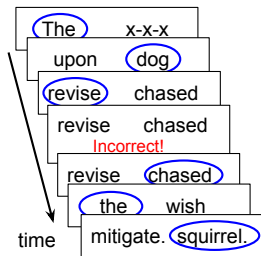 The x-x-x
upon dog
revise chased
revise chased
Incorrect!
revise chased
the wish
mitigate. squirrel.
time